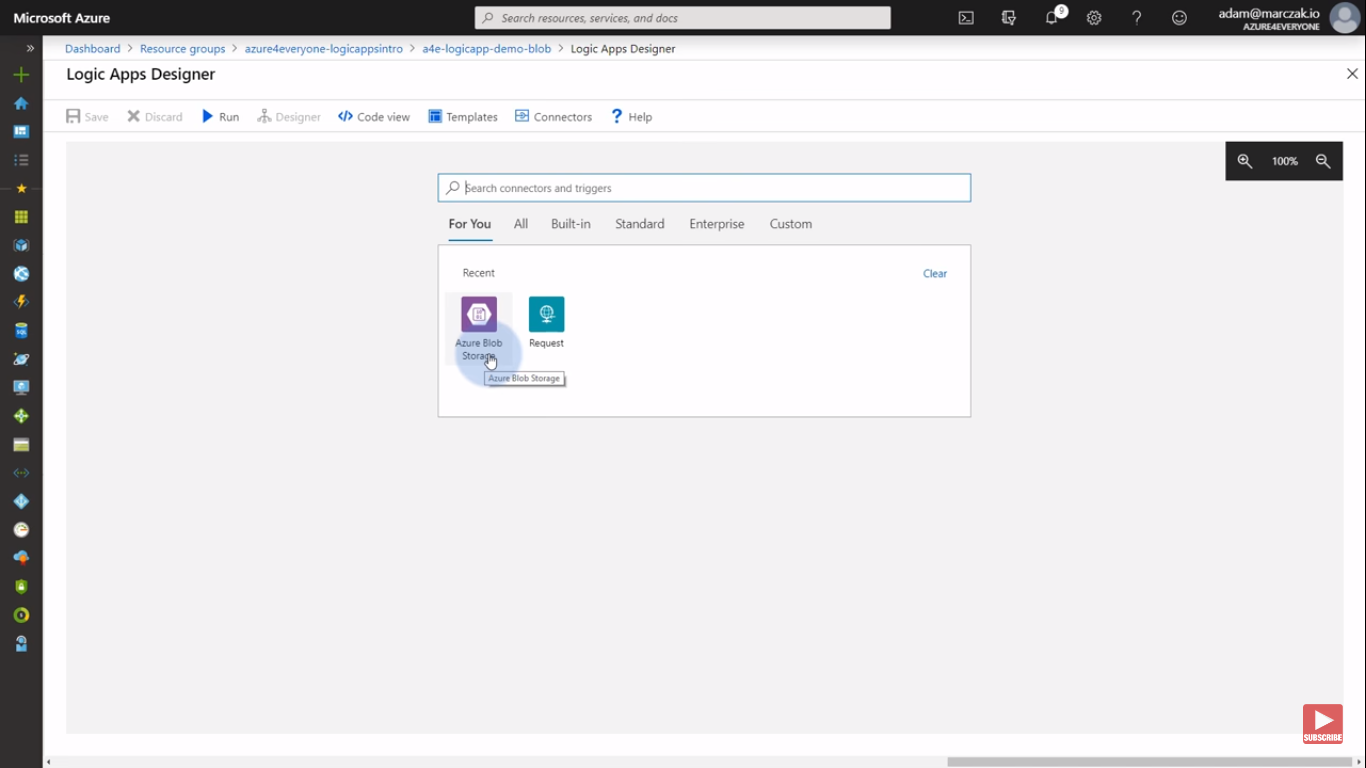 Microsoft Azure
Search resources, services, and docs
9
adam@marczak.io
AZURE4EVERYONE
Dashboard > Resource groups > azure4everyone-logicappsintro > a4e-logicapp-demo-blob > Logic Apps Designer
Logic Apps Designer
Save Discard Run Designer Code view Templates Connectors Help
100%
Search connectors and triggers
For You All Built-in Standard Enterprise Custom
Recent Clear
Azure Blob Storage
Request
Azure Blob Storage
SUBSCRIBE